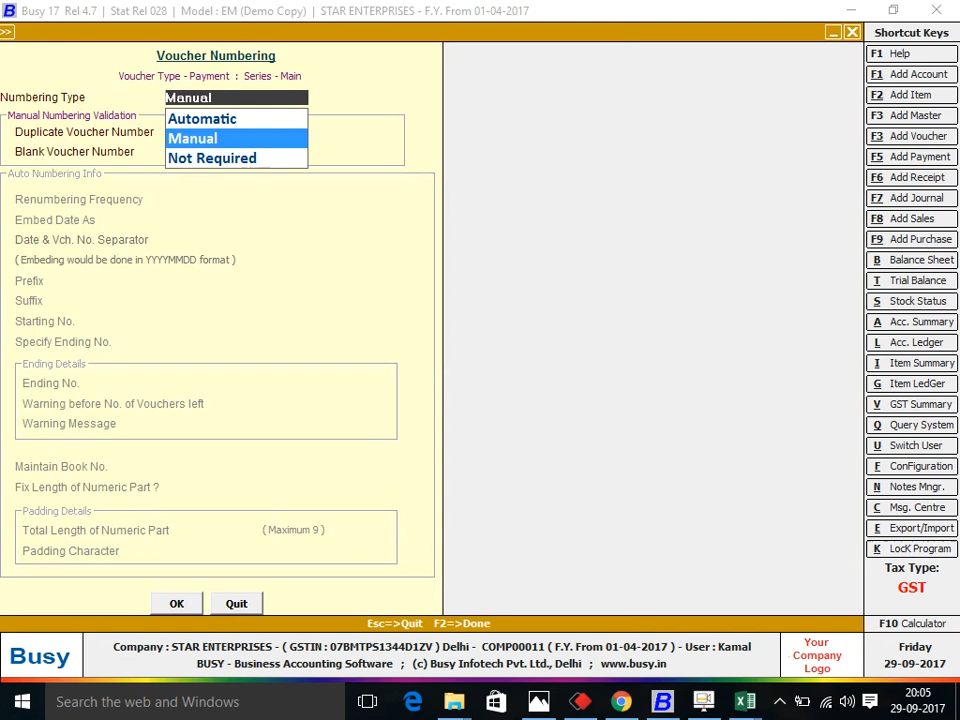 Busy 17 Rel 4.7 | Stat Rel 028 | Model : EM (Demo Copy) | STAR ENTERPRISES - F.Y. From 01-04-2017
>>
Voucher Numbering
Voucher Type - Payment : Series - Main
Numbering Type Manual
Automatic
Manual
Not Required
Manual Numbering Validation
Duplicate Voucher Number
Blank Voucher Number
Auto Numbering Info
Renumbering Frequency
Embed Date As
Date & Vch. No. Separator
(Embeding would be done in YYYYMMDD format )
Prefix
Suffix
Starting No.
Specify Ending No.
Ending Details
Ending No.
Warning before No. of Vouchers left
Warning Message
Maintain Book No.
Fix Length of Numeric Part ?
Padding Details
Total Length of Numeric Part ( Maximum 9 )
Padding Character
OK Quit
Esc=>Quit F2=>Done
Shortcut Keys
F1 Help
F1 Add Account
F2 Add Item
F3 Add Master
F3 Add Voucher
F5 Add Payment
F6 Add Receipt
F7 Add Journal
F8 Add Sales
F9 Add Purchase
B Balance Sheet
T Trial Balance
S Stock Status
A Acc. Summary
L Acc. Ledger
I Item Summary
G Item LedGer
V GST Summary
Q Query System
U Switch User
F ConFiguration
N Notes Mngr.
C Msg. Centre
E Export/Import
K LocK Program
Tax Type:
GST
F10 Calculator
Busy
Company : STAR ENTERPRISES - ( GSTIN : 07BMTPS1344D1ZV ) Delhi - COMP00011 ( F.Y. From 01-04-2017 ) - User : Kamal
BUSY - Business Accounting Software ; (c) Busy Infotech Pvt. Ltd., Delhi ; www.busy.in
Your
Company
Logo
Friday
29-09-2017
Search the web and Windows
20:05
29-09-2017